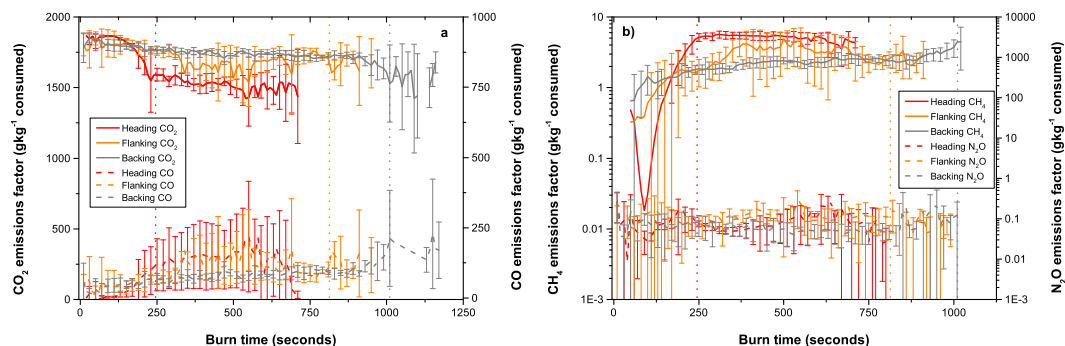 a
CO2 emissions factor (gkg-1 consumed)
2000
1500
1000
500
0
Heading CO2
Flanking CO2
Backing CO2
Heading CO
Flanking CO
Backing CO
1000
750
500
250
0
CO emissions factor (gkg-1 consumed)
0 250 500 750 1000 1250
Burn time (seconds)
b)
CH4 emissions factor (gkg-1 consumed)
10
1
0.1
0.01
1E-3
Heading CH4
Flanking CH4
Backing CH4
Heading N2O
Flanking N2O
Backing N2O
10000
1000
100
10
1
0.1
0.01
1E-3
N2O emissions factor (gkg-1 consumed)
0 250 500 750 1000
Burn time (seconds)